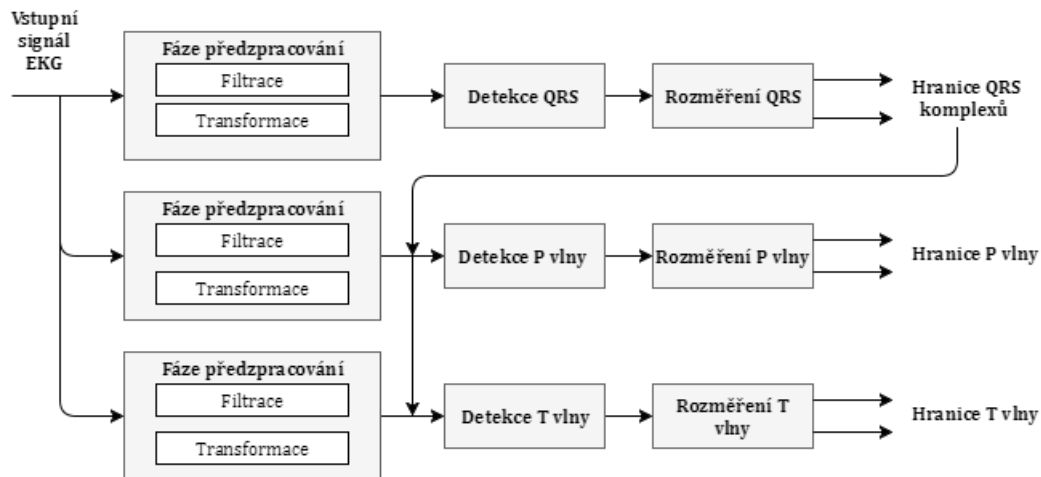 Vstupní
signál
EKG
Fáze předzpracování
Filtrace
Transformace
Detekce QRS
Rozměření QRS
Hranice QRS
komplexů
Fáze předzpracování
Filtrace
Transformace
Detekce P vlny
Rozměření P vlny
Hranice P vlny
Fáze předzpracování
Filtrace
Transformace
Detekce T vlny
Rozměření T
vlny
Hranice T vlny